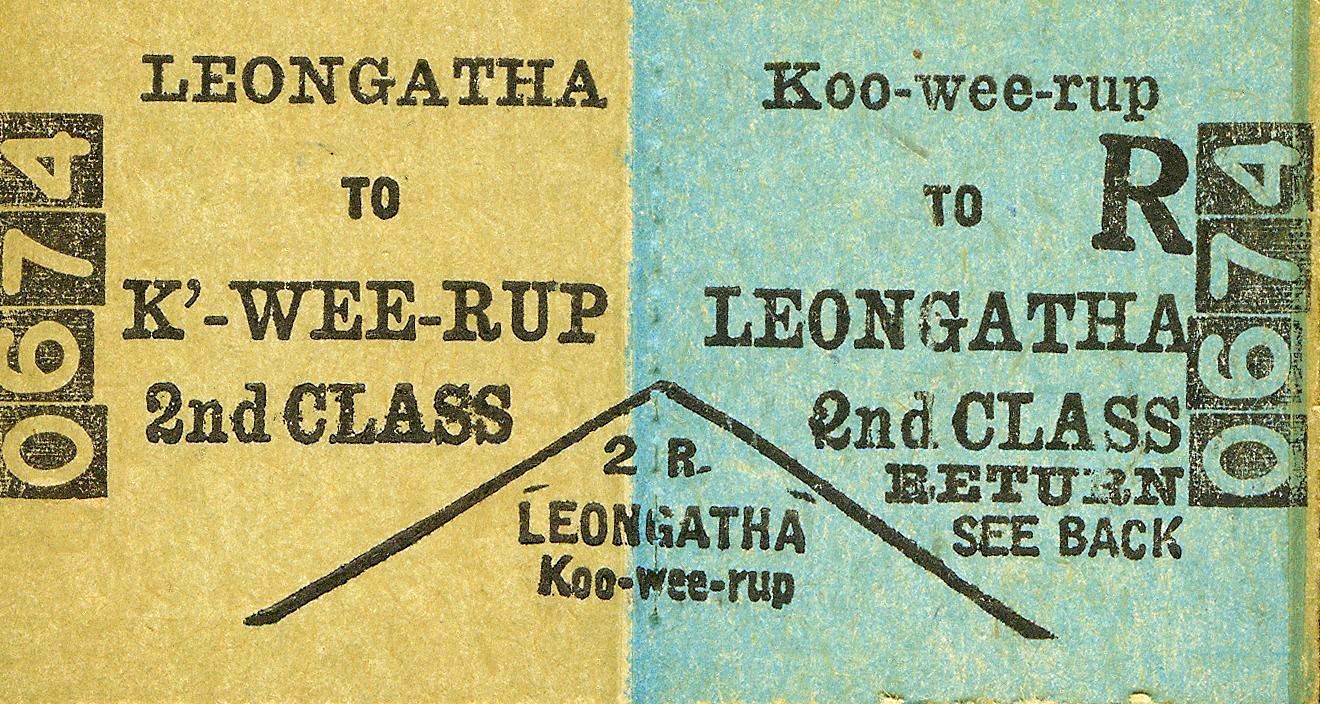 LEONGATHA
TO
K'-WEE-RUP
2nd CLASS
0674
Koo-wee-rup
R
TO
LEONGATHA
2nd CLASS
RETURN
SEE BACK
0674
2 R.
LEONGATHA
Koo-wee-rup